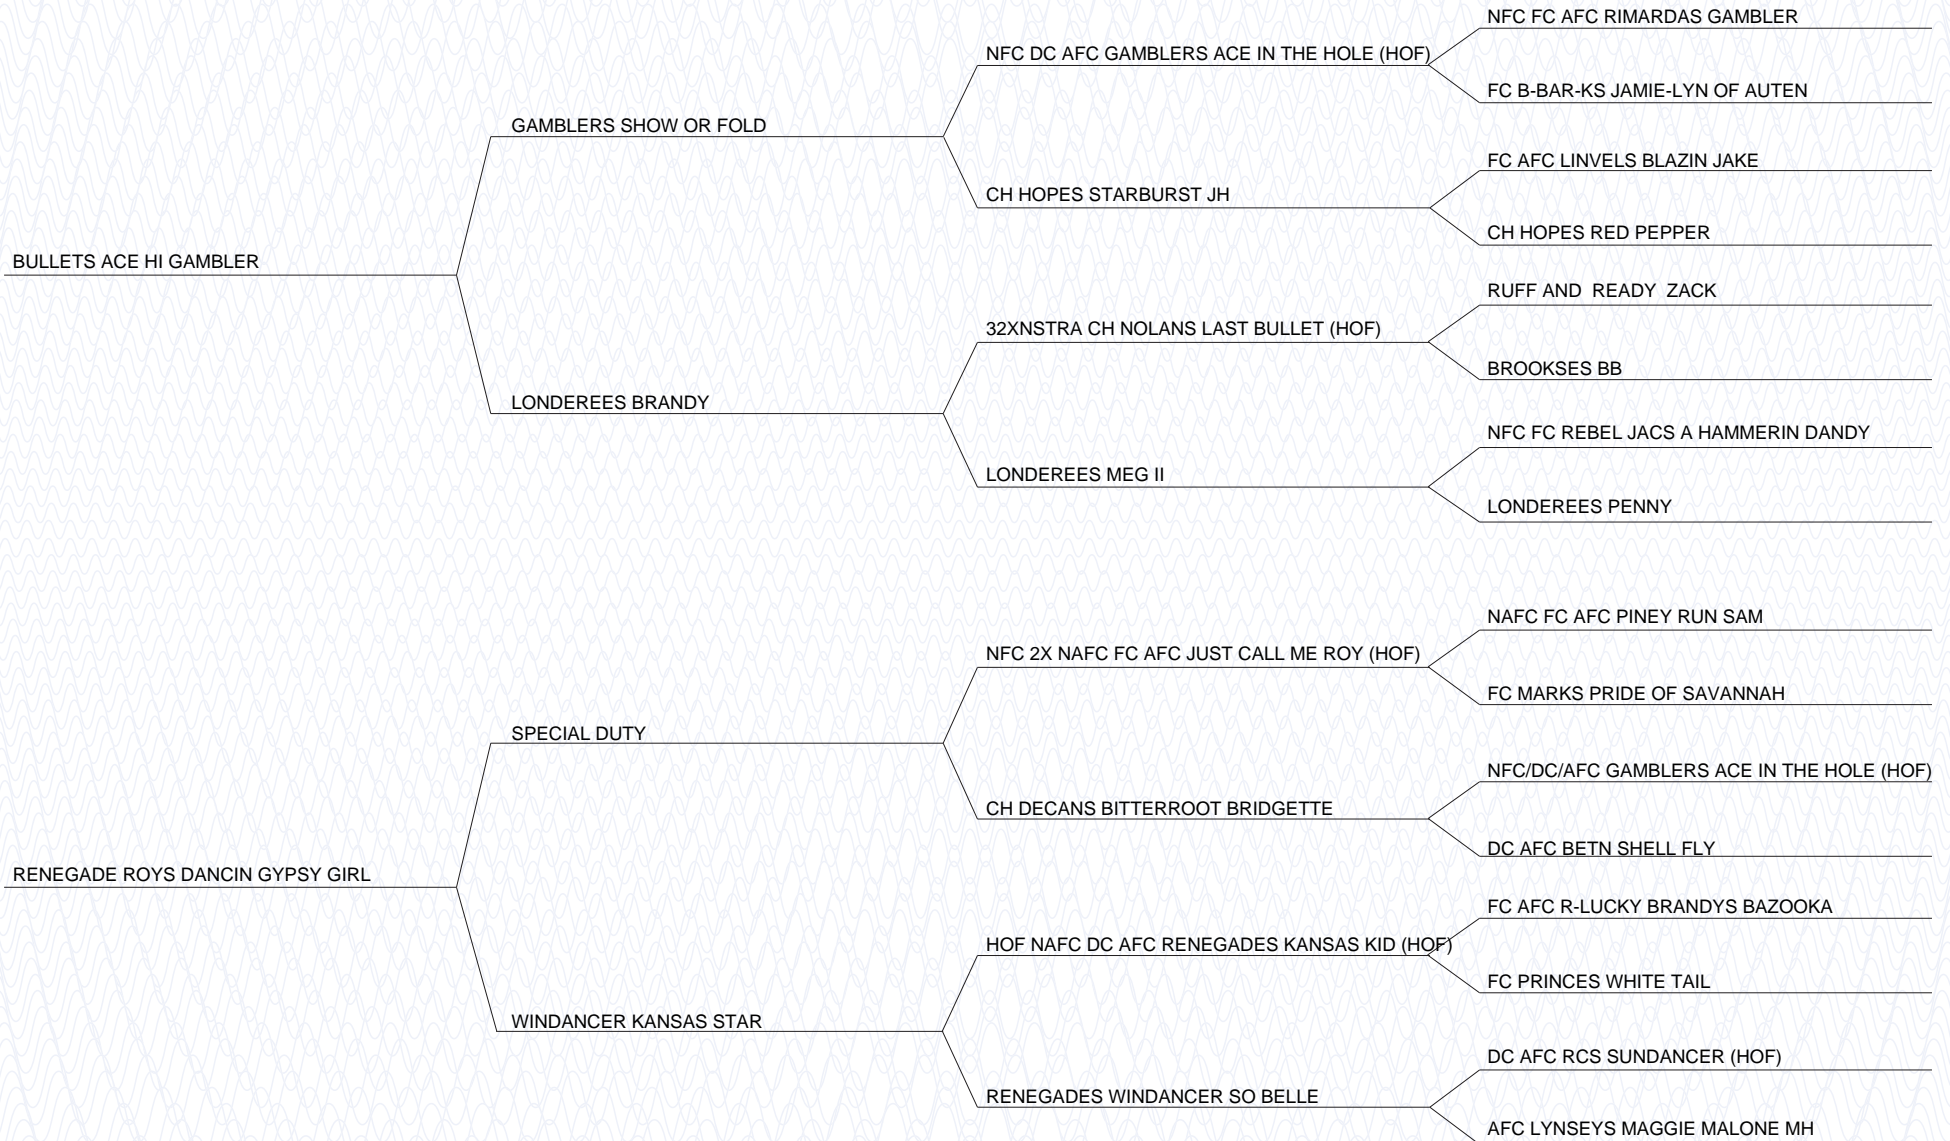 NFC FC AFC RIMARDAS GAMBLER
NFC DC AFC GAMBLERS ACE IN THE HOLE (HOF)
FC B-BAR-KS JAMIE-LYN OF AUTEN
GAMBLERS SHOW OR FOLD
FC AFC LINVELS BLAZIN JAKE
CH HOPES STARBURST JH
CH HOPES RED PEPPER
BULLETS ACE HI GAMBLER
RUFF AND  READY  ZACK
32XNSTRA CH NOLANS LAST BULLET (HOF)
BROOKSES BB
LONDEREES BRANDY
NFC FC REBEL JACS A HAMMERIN DANDY
LONDEREES MEG II
LONDEREES PENNY
NAFC FC AFC PINEY RUN SAM
NFC 2X NAFC FC AFC JUST CALL ME ROY (HOF)
FC MARKS PRIDE OF SAVANNAH
SPECIAL DUTY
NFC/DC/AFC GAMBLERS ACE IN THE HOLE (HOF)
CH DECANS BITTERROOT BRIDGETTE
DC AFC BETN SHELL FLY
RENEGADE ROYS DANCIN GYPSY GIRL
FC AFC R-LUCKY BRANDYS BAZOOKA
HOF NAFC DC AFC RENEGADES KANSAS KID (HOF)
FC PRINCES WHITE TAIL
WINDANCER KANSAS STAR
DC AFC RCS SUNDANCER (HOF)
RENEGADES WINDANCER SO BELLE
AFC LYNSEYS MAGGIE MALONE MH